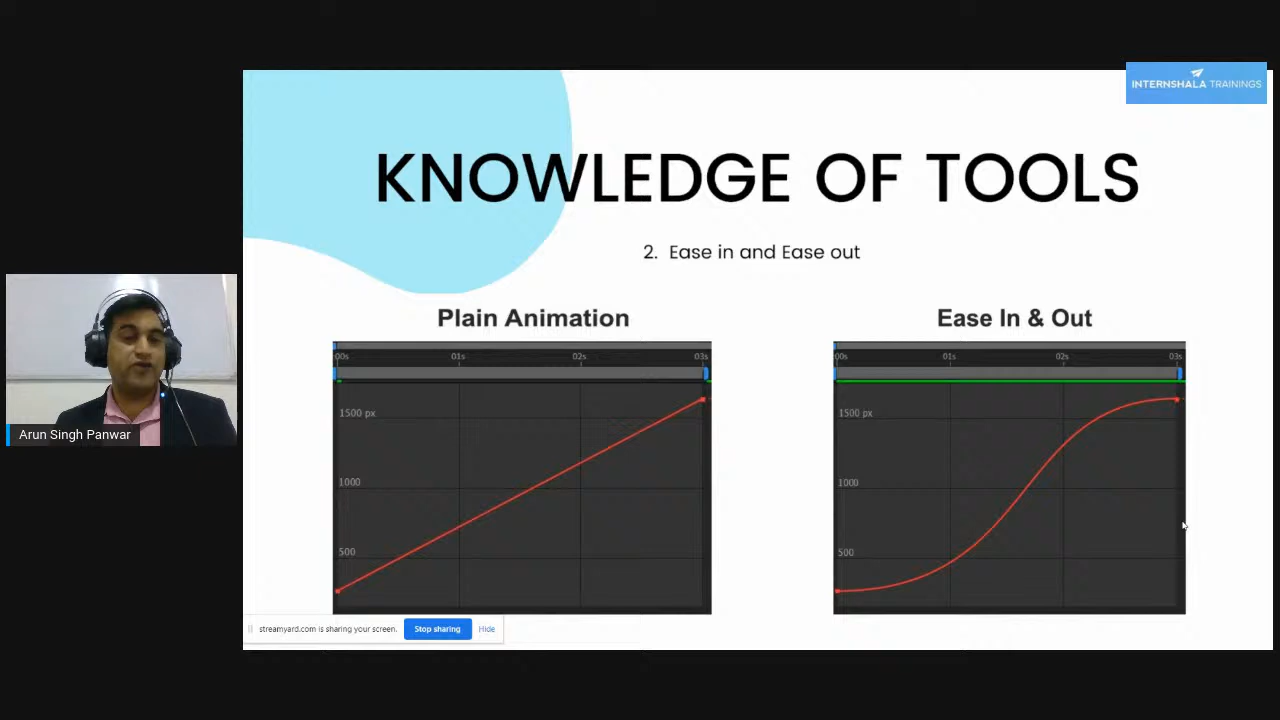 INTERNSHALA TRAININGS
KNOWLEDGE OF TOOLS
2. Ease in and Ease out
Plain Animation
Ease In & Out
00s 01s 02s 03s
1500 px
1000
500
00s 01s 02s 03s
1500 px
1000
500
Arun Singh Panwar
streamyard.com is sharing your screen. Stop sharing Hide